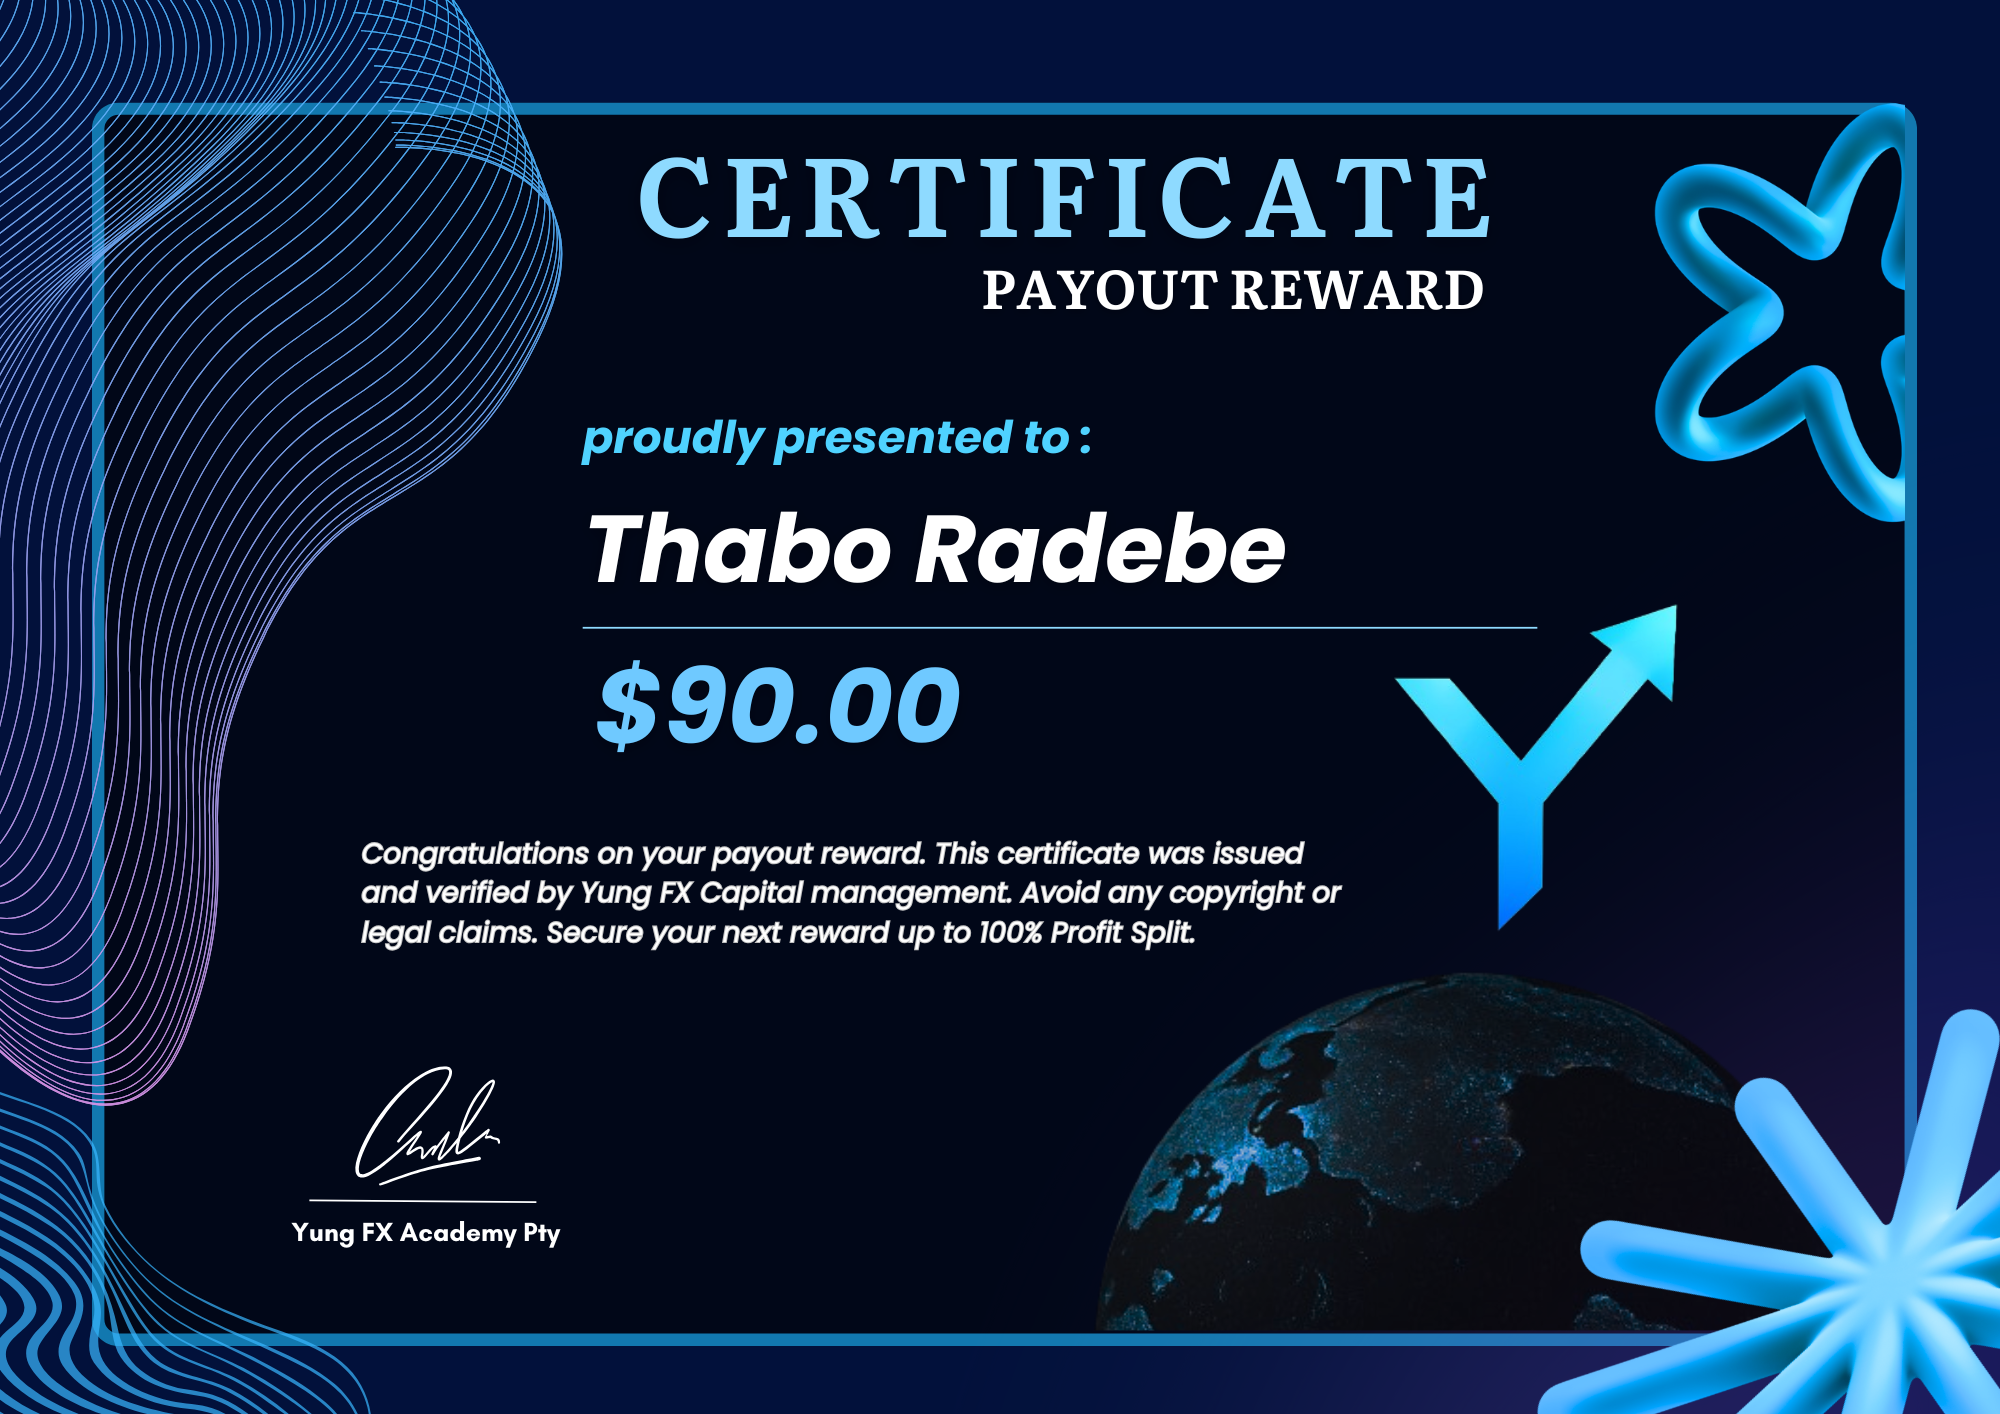 CERTIFICATE
PAYOUT REWARD
proudly presented to :
Thabo Radebe
$90.00
Congratulations on your payout reward. This certificate was issued
and verified by Yung FX Capital management. Avoid any copyright or
legal claims. Secure your next reward up to 100% Profit Split.
Yung FX Academy Pty